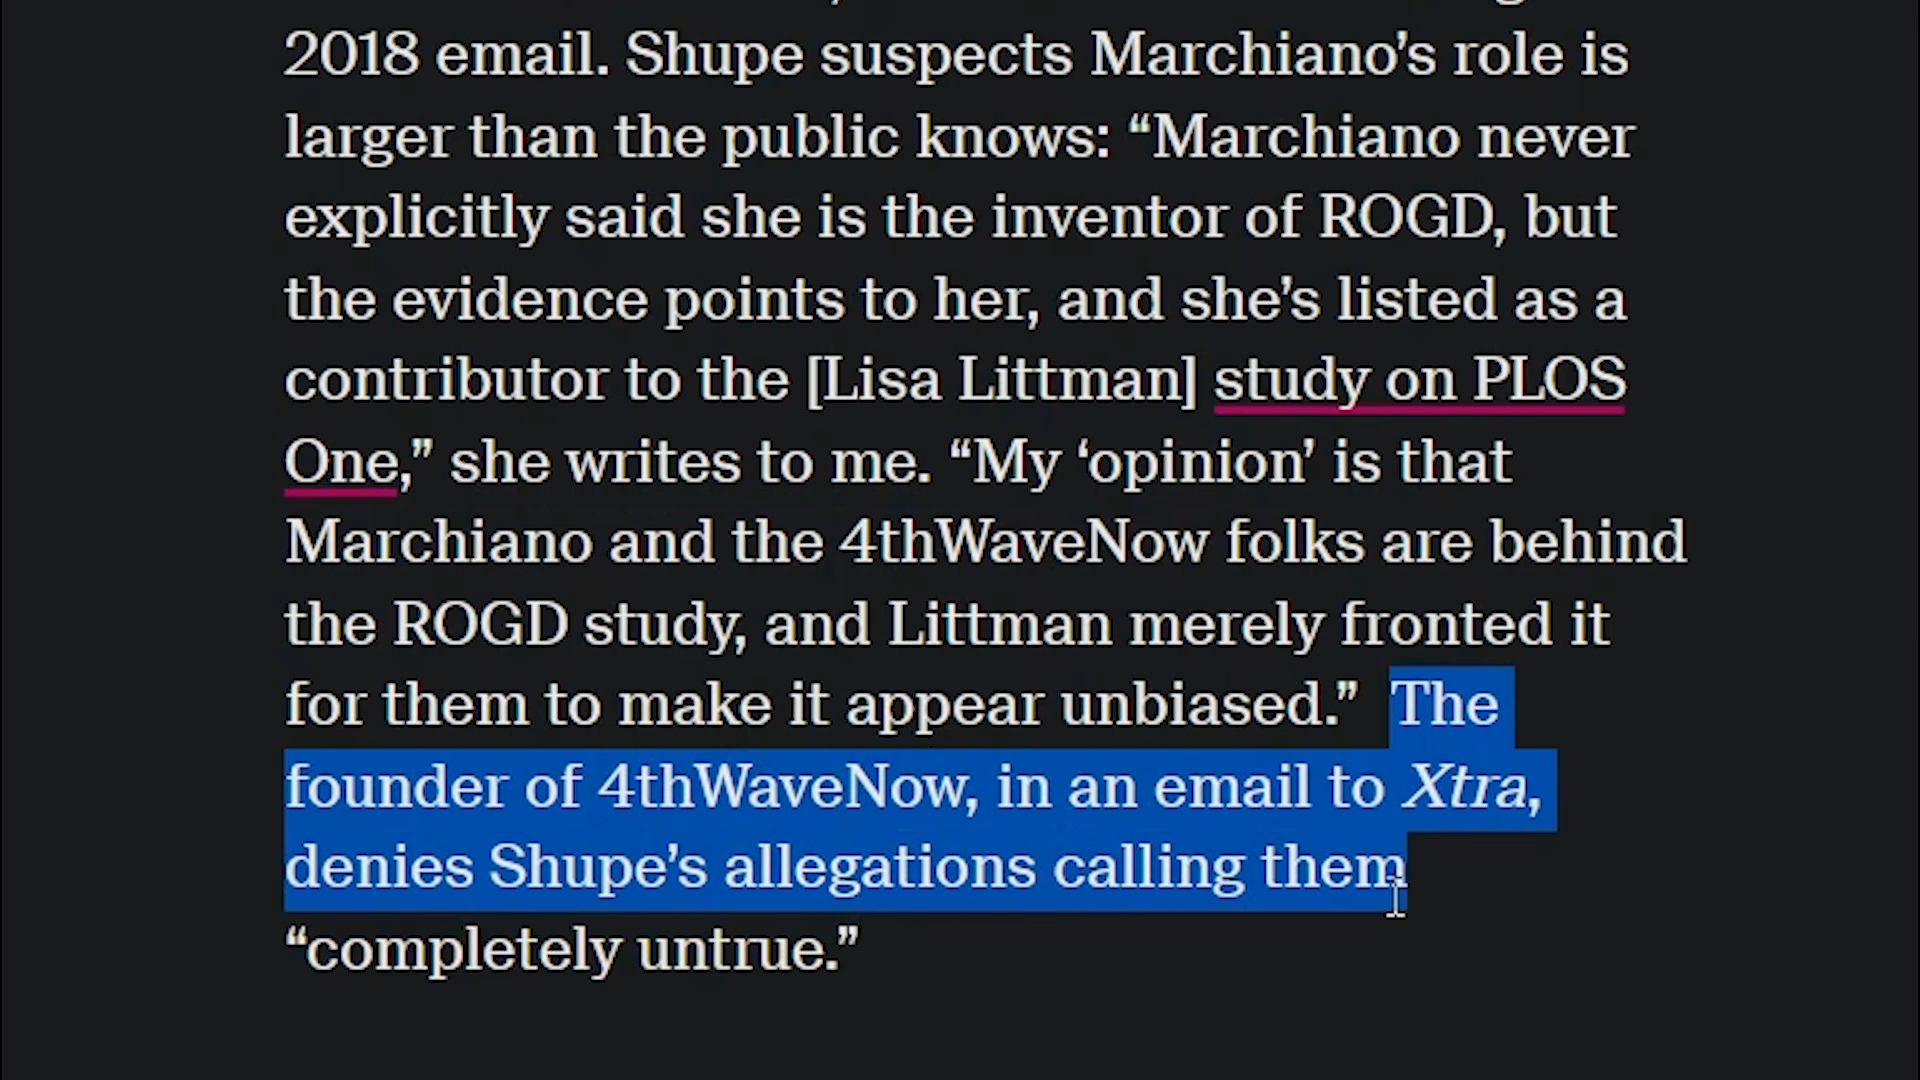 2018 email. Shupe suspects Marchiano’s role is
larger than the public knows: “Marchiano never
explicitly said she is the inventor of ROGD, but
the evidence points to her, and she’s listed as a
contributor to the [Lisa Littman] study on PLOS
One,” she writes to me. “My ‘opinion’ is that
Marchiano and the 4thWaveNow folks are behind
the ROGD study, and Littman merely fronted it
for them to make it appear unbiased.” The
founder of 4thWaveNow, in an email to Xtra,
denies Shupe’s allegations calling them
“completely untrue.”